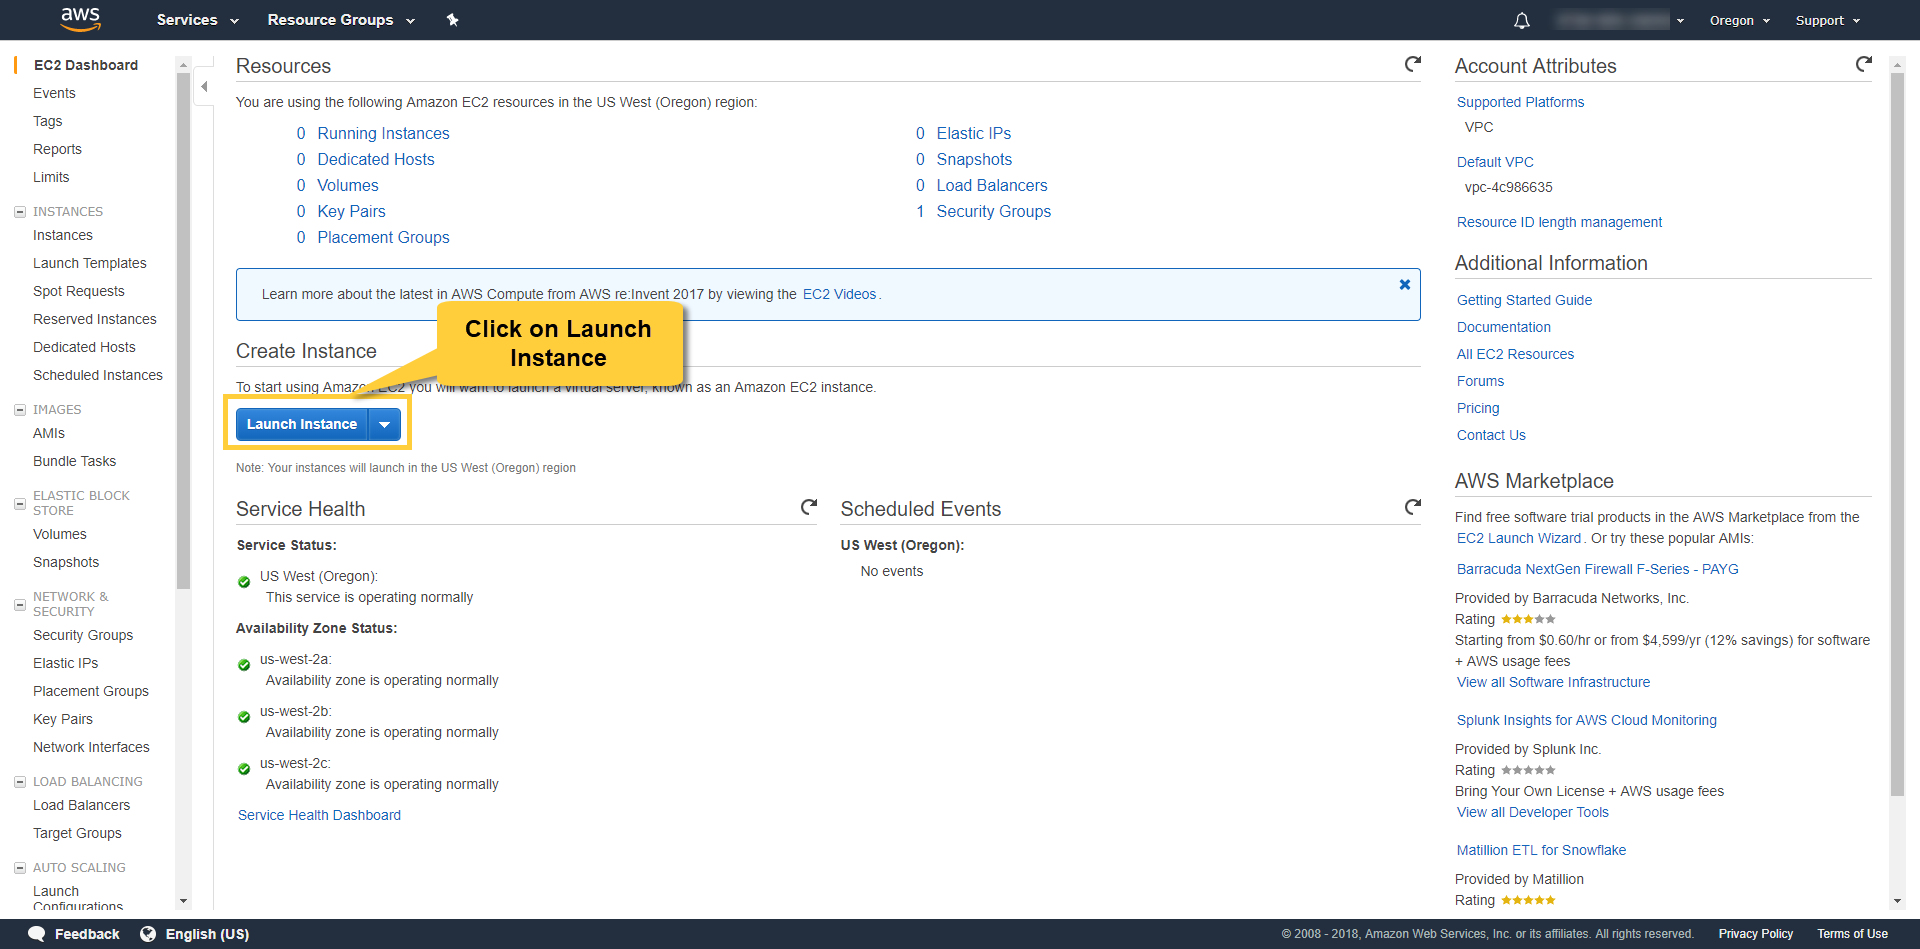 aws
Services
Resource Groups
Oregon
Support
EC2 Dashboard
Events
Tags
Reports
Limits
INSTANCES
Instances
Launch Templates
Spot Requests
Reserved Instances
Dedicated Hosts
Scheduled Instances
IMAGES
AMIs
Bundle Tasks
ELASTIC BLOCK
STORE
Volumes
Snapshots
NETWORK &
SECURITY
Security Groups
Elastic IPs
Placement Groups
Key Pairs
Network Interfaces
LOAD BALANCING
Load Balancers
Target Groups
AUTO SCALING
Launch
Configurations
Resources
You are using the following Amazon EC2 resources in the US West (Oregon) region:
0 Running Instances
0 Dedicated Hosts
0 Volumes
0 Key Pairs
0 Placement Groups
0 Elastic IPs
0 Snapshots
0 Load Balancers
1 Security Groups
Learn more about the latest in AWS Compute from AWS re:Invent 2017 by viewing the EC2 Videos.
Click on Launch
Instance
Create Instance
To start using Amazon EC2 you will want to launch a virtual server, known as an Amazon EC2 instance.
Launch Instance
Note: Your instances will launch in the US West (Oregon) region
Service Health
Service Status:
US West (Oregon):
This service is operating normally
Availability Zone Status:
us-west-2a:
Availability zone is operating normally
us-west-2b:
Availability zone is operating normally
us-west-2c:
Availability zone is operating normally
Service Health Dashboard
Scheduled Events
US West (Oregon):
No events
Account Attributes
Supported Platforms
VPC
Default VPC
vpc-4c986635
Resource ID length management
Additional Information
Getting Started Guide
Documentation
All EC2 Resources
Forums
Pricing
Contact Us
AWS Marketplace
Find free software trial products in the AWS Marketplace from the
EC2 Launch Wizard. Or try these popular AMIs:
Barracuda NextGen Firewall F-Series - PAYG
Provided by Barracuda Networks, Inc.
Rating
Starting from $0.60/hr or from $4,599/yr (12% savings) for software
+ AWS usage fees
View all Software Infrastructure
Splunk Insights for AWS Cloud Monitoring
Provided by Splunk Inc.
Rating
Bring Your Own License + AWS usage fees
View all Developer Tools
Matillion ETL for Snowflake
Provided by Matillion
Rating
Feedback
English (US)
© 2008 - 2018, Amazon Web Services, Inc. or its affiliates. All rights reserved.
Privacy Policy
Terms of Use